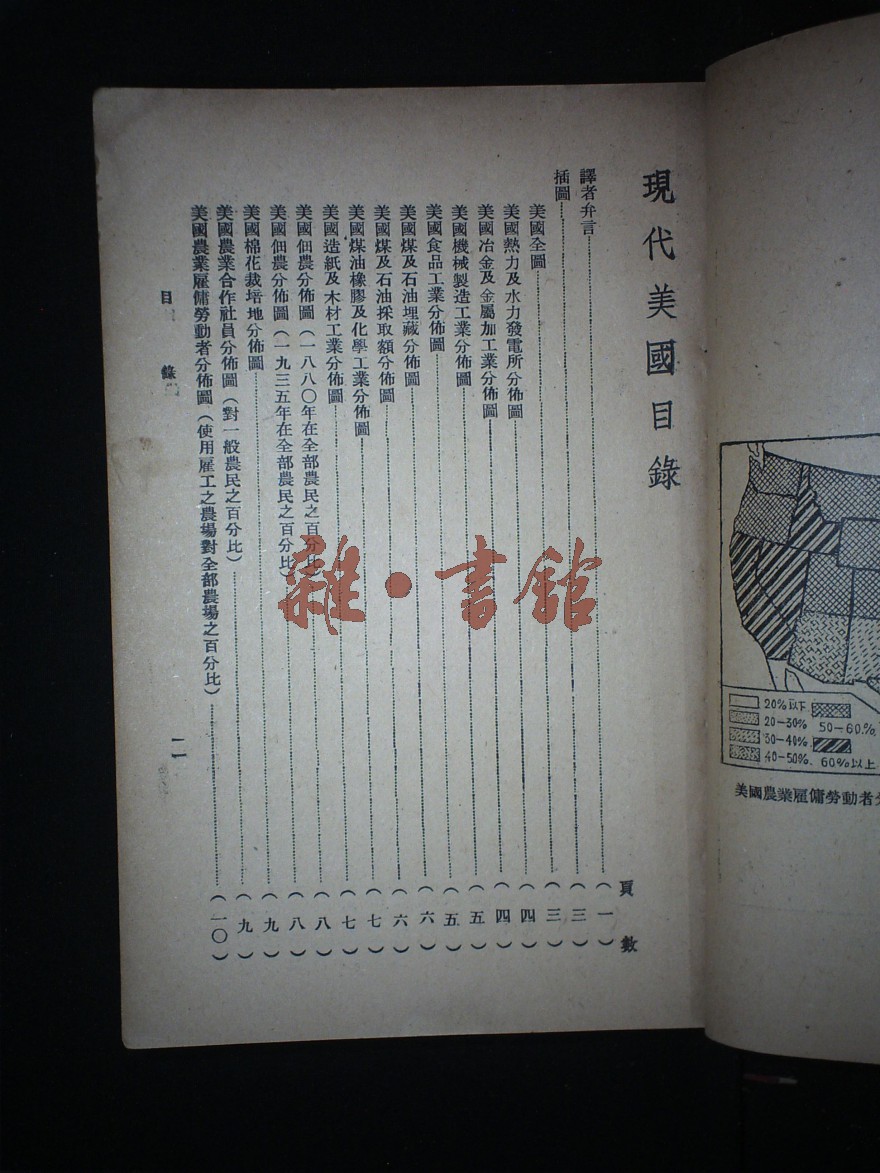 現代美國目錄
頁數
譯者弁言……(一)
插圖……(三)
美國全圖……(三)
美國熱力及水力發電所分佈圖……(四)
美國冶金及金屬加工業分佈圖……(四)
美國機械製造工業分佈圖……(五)
美國食品工業分佈圖……(五)
美國煤及石油埋藏分佈圖……(六)
美國煤及石油採取額分佈圖……(六)
美國煤油橡膠及化學工業分佈圖……(七)
美國造紙及木材工業分佈圖……(七)
美國佃農分佈圖(一八八〇年在全部農民之百分比)……(八)
美國佃農分佈圖(一九三五年在全部農民之百分比)……(八)
美國棉花栽培地分佈圖……(九)
美國農業合作社員分佈圖(對一般農民之百分比)……(九)
美國農業雇傭勞動者分佈圖(使用雇工之農場對全部農場之百分比)……(一〇)
目錄
一一
雜·書館
20%以下
20-30%
30-40%
40-50%
50-60%
60%以上
美國農業雇傭勞動者